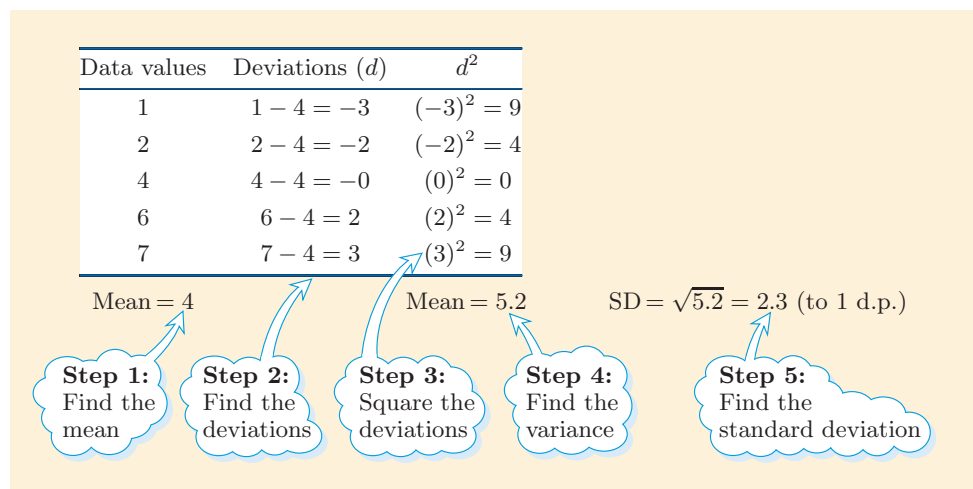 Data values Deviations (d) d²
1 1 − 4 = −3 (−3)² = 9
2 2 − 4 = −2 (−2)² = 4
4 4 − 4 = −0 (0)² = 0
6 6 − 4 = 2 (2)² = 4
7 7 − 4 = 3 (3)² = 9
Mean = 4 Mean = 5.2 SD = √5.2 = 2.3 (to 1 d.p.)
Step 1:
Find the
mean
Step 2:
Find the
deviations
Step 3:
Square the
deviations
Step 4:
Find the
variance
Step 5:
Find the
standard deviation